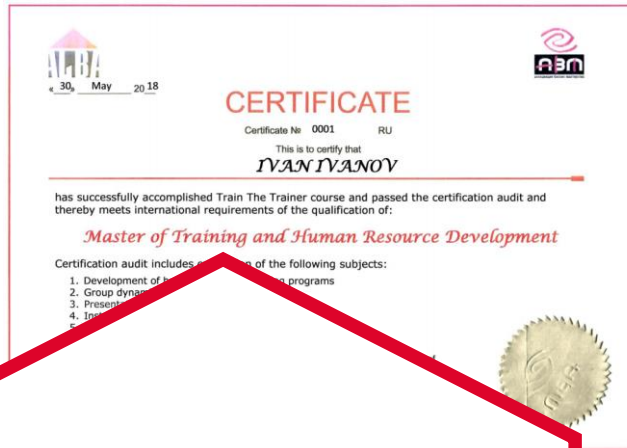 ALBA
« 30» May 20 18
ABM
CERTIFICATE
Certificate № 0001 RU
This is to certify that
IVAN IVANOV
has successfully accomplished Train The Trainer course and passed the certification audit and
thereby meets international requirements of the qualification of:
Master of Training and Human Resource Development
Certification audit includes of the following subjects:
1. Development of programs
2. Group
3.
4.